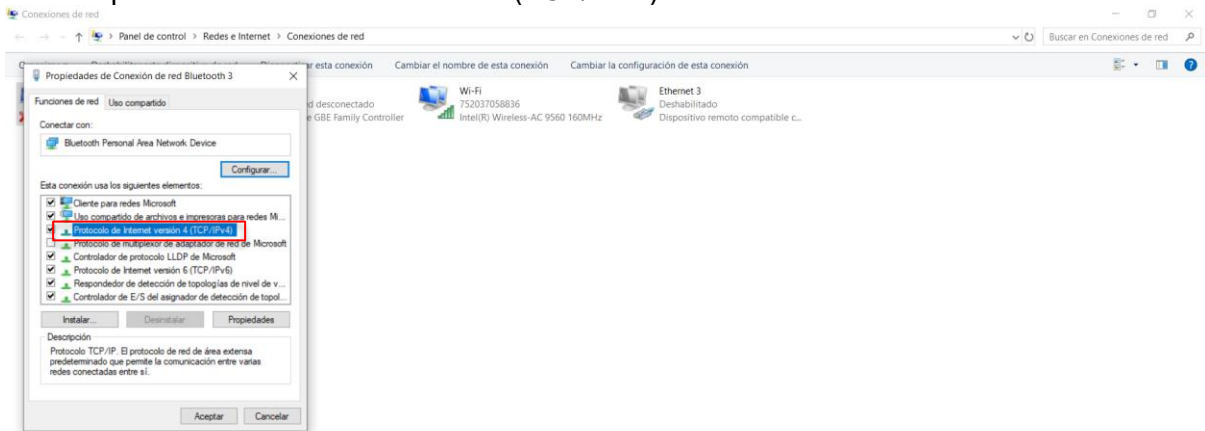 Conexiones de red
Panel de control > Redes e Internet > Conexiones de red
Buscar en Conexiones de red
esta conexión Cambiar el nombre de esta conexión Cambiar la configuración de esta conexión
Propiedades de Conexión de red Bluetooth 3
Funciones de red Uso compartido
Conectar con:
Bluetooth Personal Area Network Device
Configurar...
Esta conexión usa los siguientes elementos:
Cliente para redes Microsoft
Uso compartido de archivos e impresoras para redes Mi...
Protocolo de Internet versión 4 (TCP/IPv4)
Protocolo de multiplexor de adaptador de red de Microsoft
Controlador de protocolo LLDP de Microsoft
Protocolo de Internet versión 6 (TCP/IPv6)
Respondedor de detección de topologías de nivel de v...
Controlador de E/S del asignador de detección de topol...
Instalar... Desinstalar Propiedades
Descripción
Protocolo TCP/IP. El protocolo de red de área extensa
predeterminado que permite la comunicación entre varias
redes conectadas entre sí.
Aceptar Cancelar
desconectado
GBE Family Controller
Wi-Fi
752037058836
Intel(R) Wireless-AC 9560 160MHz
Ethernet 3
Deshabilitado
Dispositivo remoto compatible c...